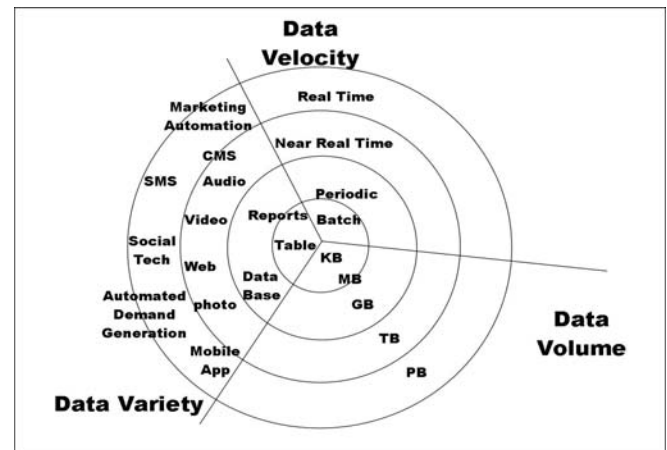 Data
Velocity
Real Time
Marketing
Automation
Near Real Time
CMS
SMS
Audio
Periodic
Reports
Batch
Video
Social
Tech
Table
KB
Web
Data
Base
MB
Automated
Demand
Generation
photo
GB
Data
Volume
TB
Mobile
App
PB
Data Variety